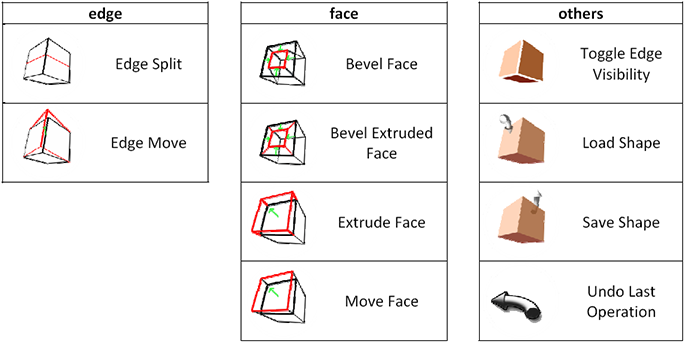 edge
Edge Split
Edge Move
face
Bevel Face
Bevel Extruded
Face
Extrude Face
Move Face
others
Toggle Edge
Visibility
Load Shape
Save Shape
Undo Last
Operation